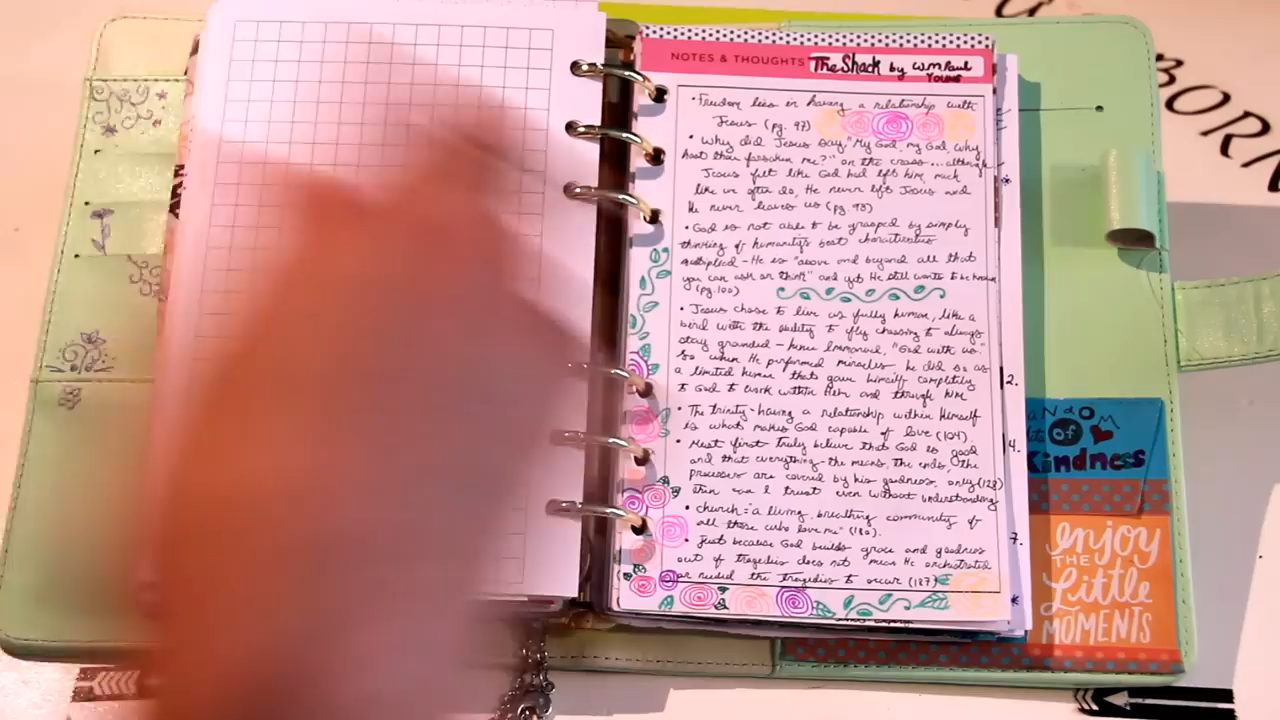 NOTES & THOUGHTS The Shack by WM Paul
Young
• Freedom lies in having a relationship with
Jesus (pg. 97)
• Why did Jesus say, "My God, my God, why
hast thou forsaken me?" on the cross... although
Jesus felt like God had left him, much
like we often do, He never left Jesus and
He never leaves us (pg. 98)
• God is not able to be grasped by simply
thinking of humanity's best characteristics
multiplied - He is "above and beyond all that
you can ask or think" and yet He still wants to be known
(pg. 100)
• Jesus chose to live as fully human, like a
bird with the ability to fly choosing to always
stay grounded - hence Immanuel, "God with us."
So when He performed miracles he did so as
a limited human that gave himself completely
to God to work within Him and through him
• The trinity - having a relationship within Himself
is what makes God capable of love (104)
• Must first truly believe that God is good
and that everything - the means, the ends, the
processes are covered by his goodness, only (128)
then can I trust even without understanding
• church = "a living, breathing community of
all those who love me" (180).
• Just because God builds grace and goodness
out of tragedies does not mean He orchestrated
or needed the tragedies to occur (187)
2.
4.
7.
RaNdOM
of
Kindness
enjoy
THE
Little
MOMENTS
BORN